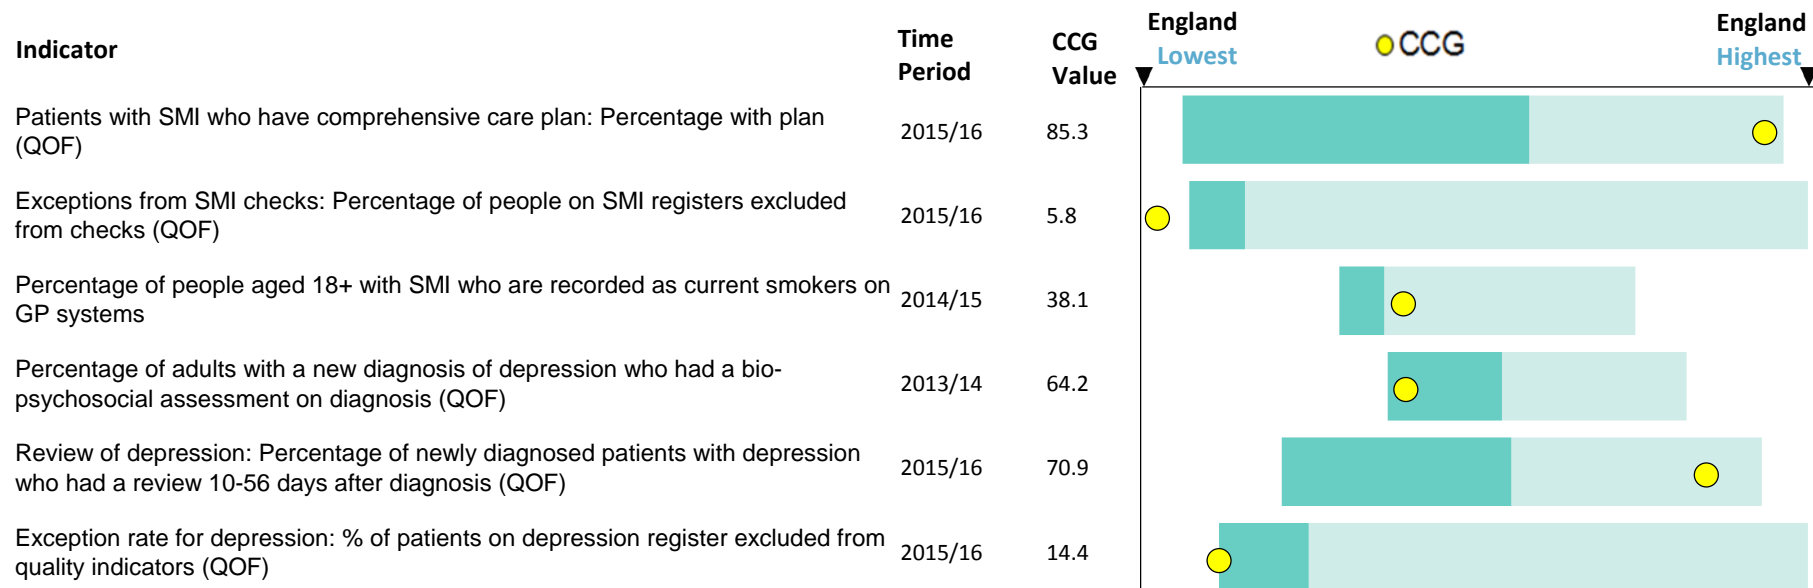 Indicator
Time
Period
CCG
Value
England
Lowest
CCG
England
Highest
Patients with SMI who have comprehensive care plan: Percentage with plan
(QOF)
2015/16
85.3
Exceptions from SMI checks: Percentage of people on SMI registers excluded
from checks (QOF)
2015/16
5.8
Percentage of people aged 18+ with SMI who are recorded as current smokers on
GP systems
2014/15
38.1
Percentage of adults with a new diagnosis of depression who had a bio-
psychosocial assessment on diagnosis (QOF)
2013/14
64.2
Review of depression: Percentage of newly diagnosed patients with depression
who had a review 10-56 days after diagnosis (QOF)
2015/16
70.9
Exception rate for depression: % of patients on depression register excluded from
quality indicators (QOF)
2015/16
14.4